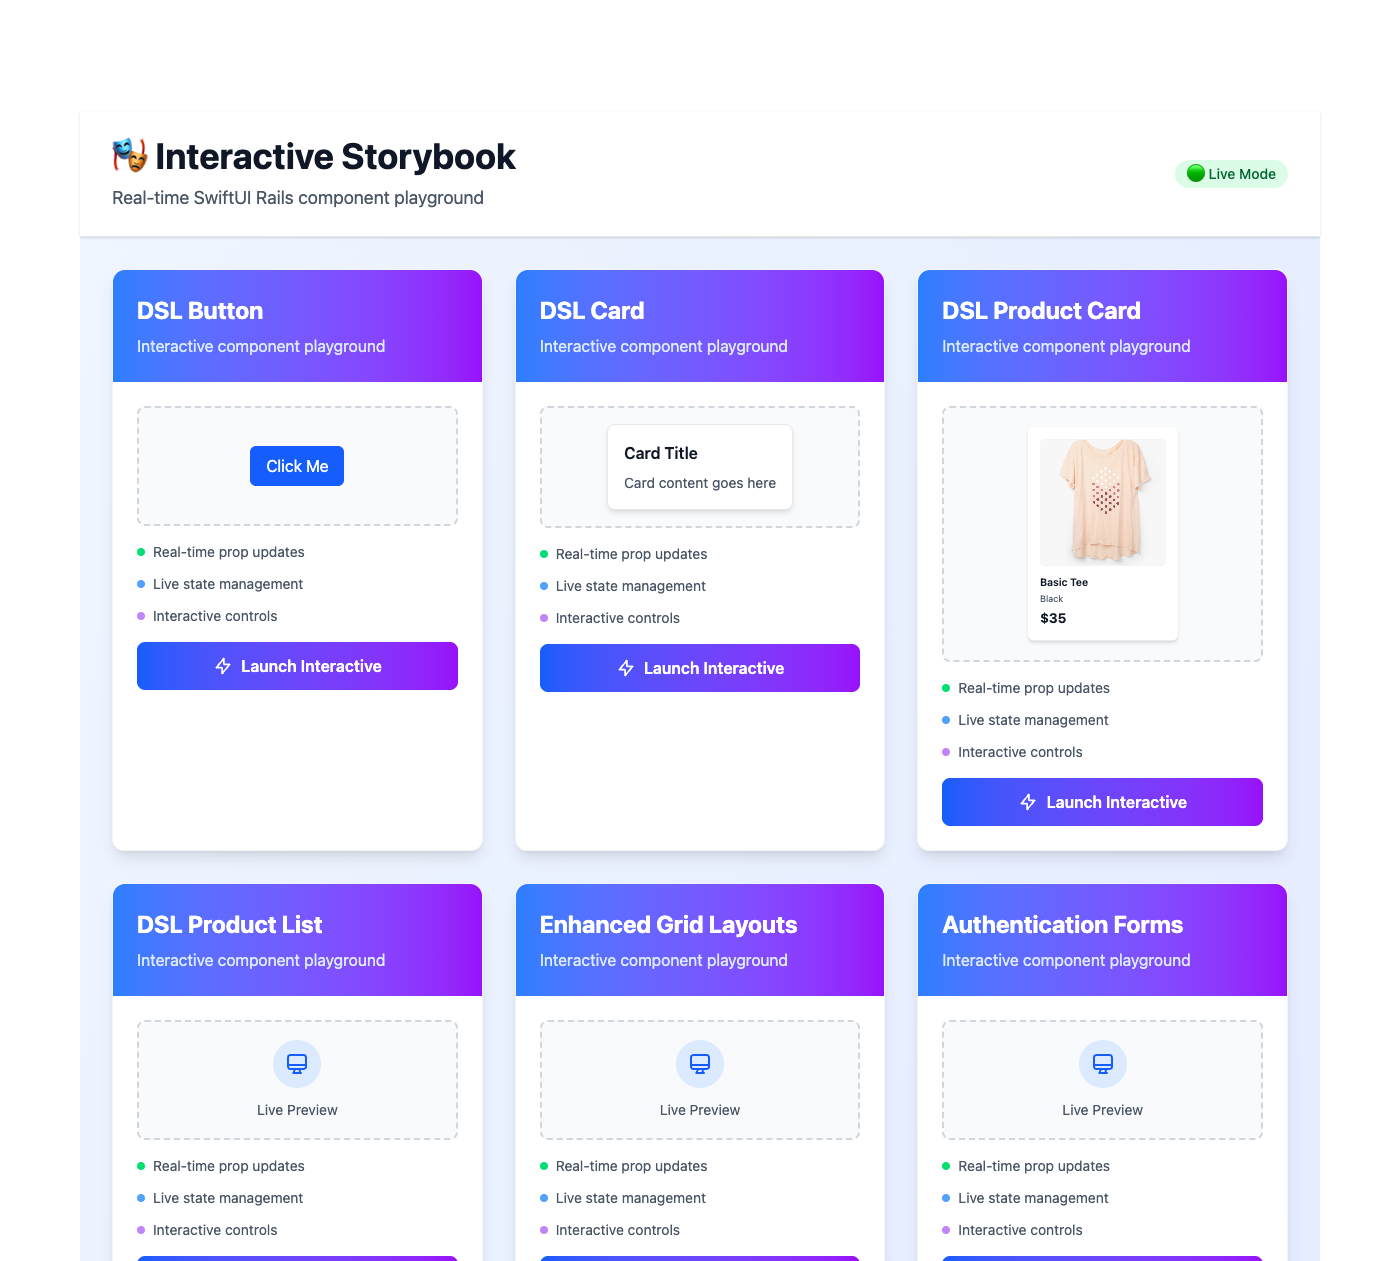 Interactive Storybook
Real-time SwiftUI Rails component playground
Live Mode
DSL Button
Interactive component playground
Click Me
Real-time prop updates
Live state management
Interactive controls
Launch Interactive
DSL Card
Interactive component playground
Card Title
Card content goes here
Real-time prop updates
Live state management
Interactive controls
Launch Interactive
DSL Product Card
Interactive component playground
Basic Tee
Black
$35
Real-time prop updates
Live state management
Interactive controls
Launch Interactive
DSL Product List
Interactive component playground
Live Preview
Real-time prop updates
Live state management
Interactive controls
Enhanced Grid Layouts
Interactive component playground
Live Preview
Real-time prop updates
Live state management
Interactive controls
Authentication Forms
Interactive component playground
Live Preview
Real-time prop updates
Live state management
Interactive controls